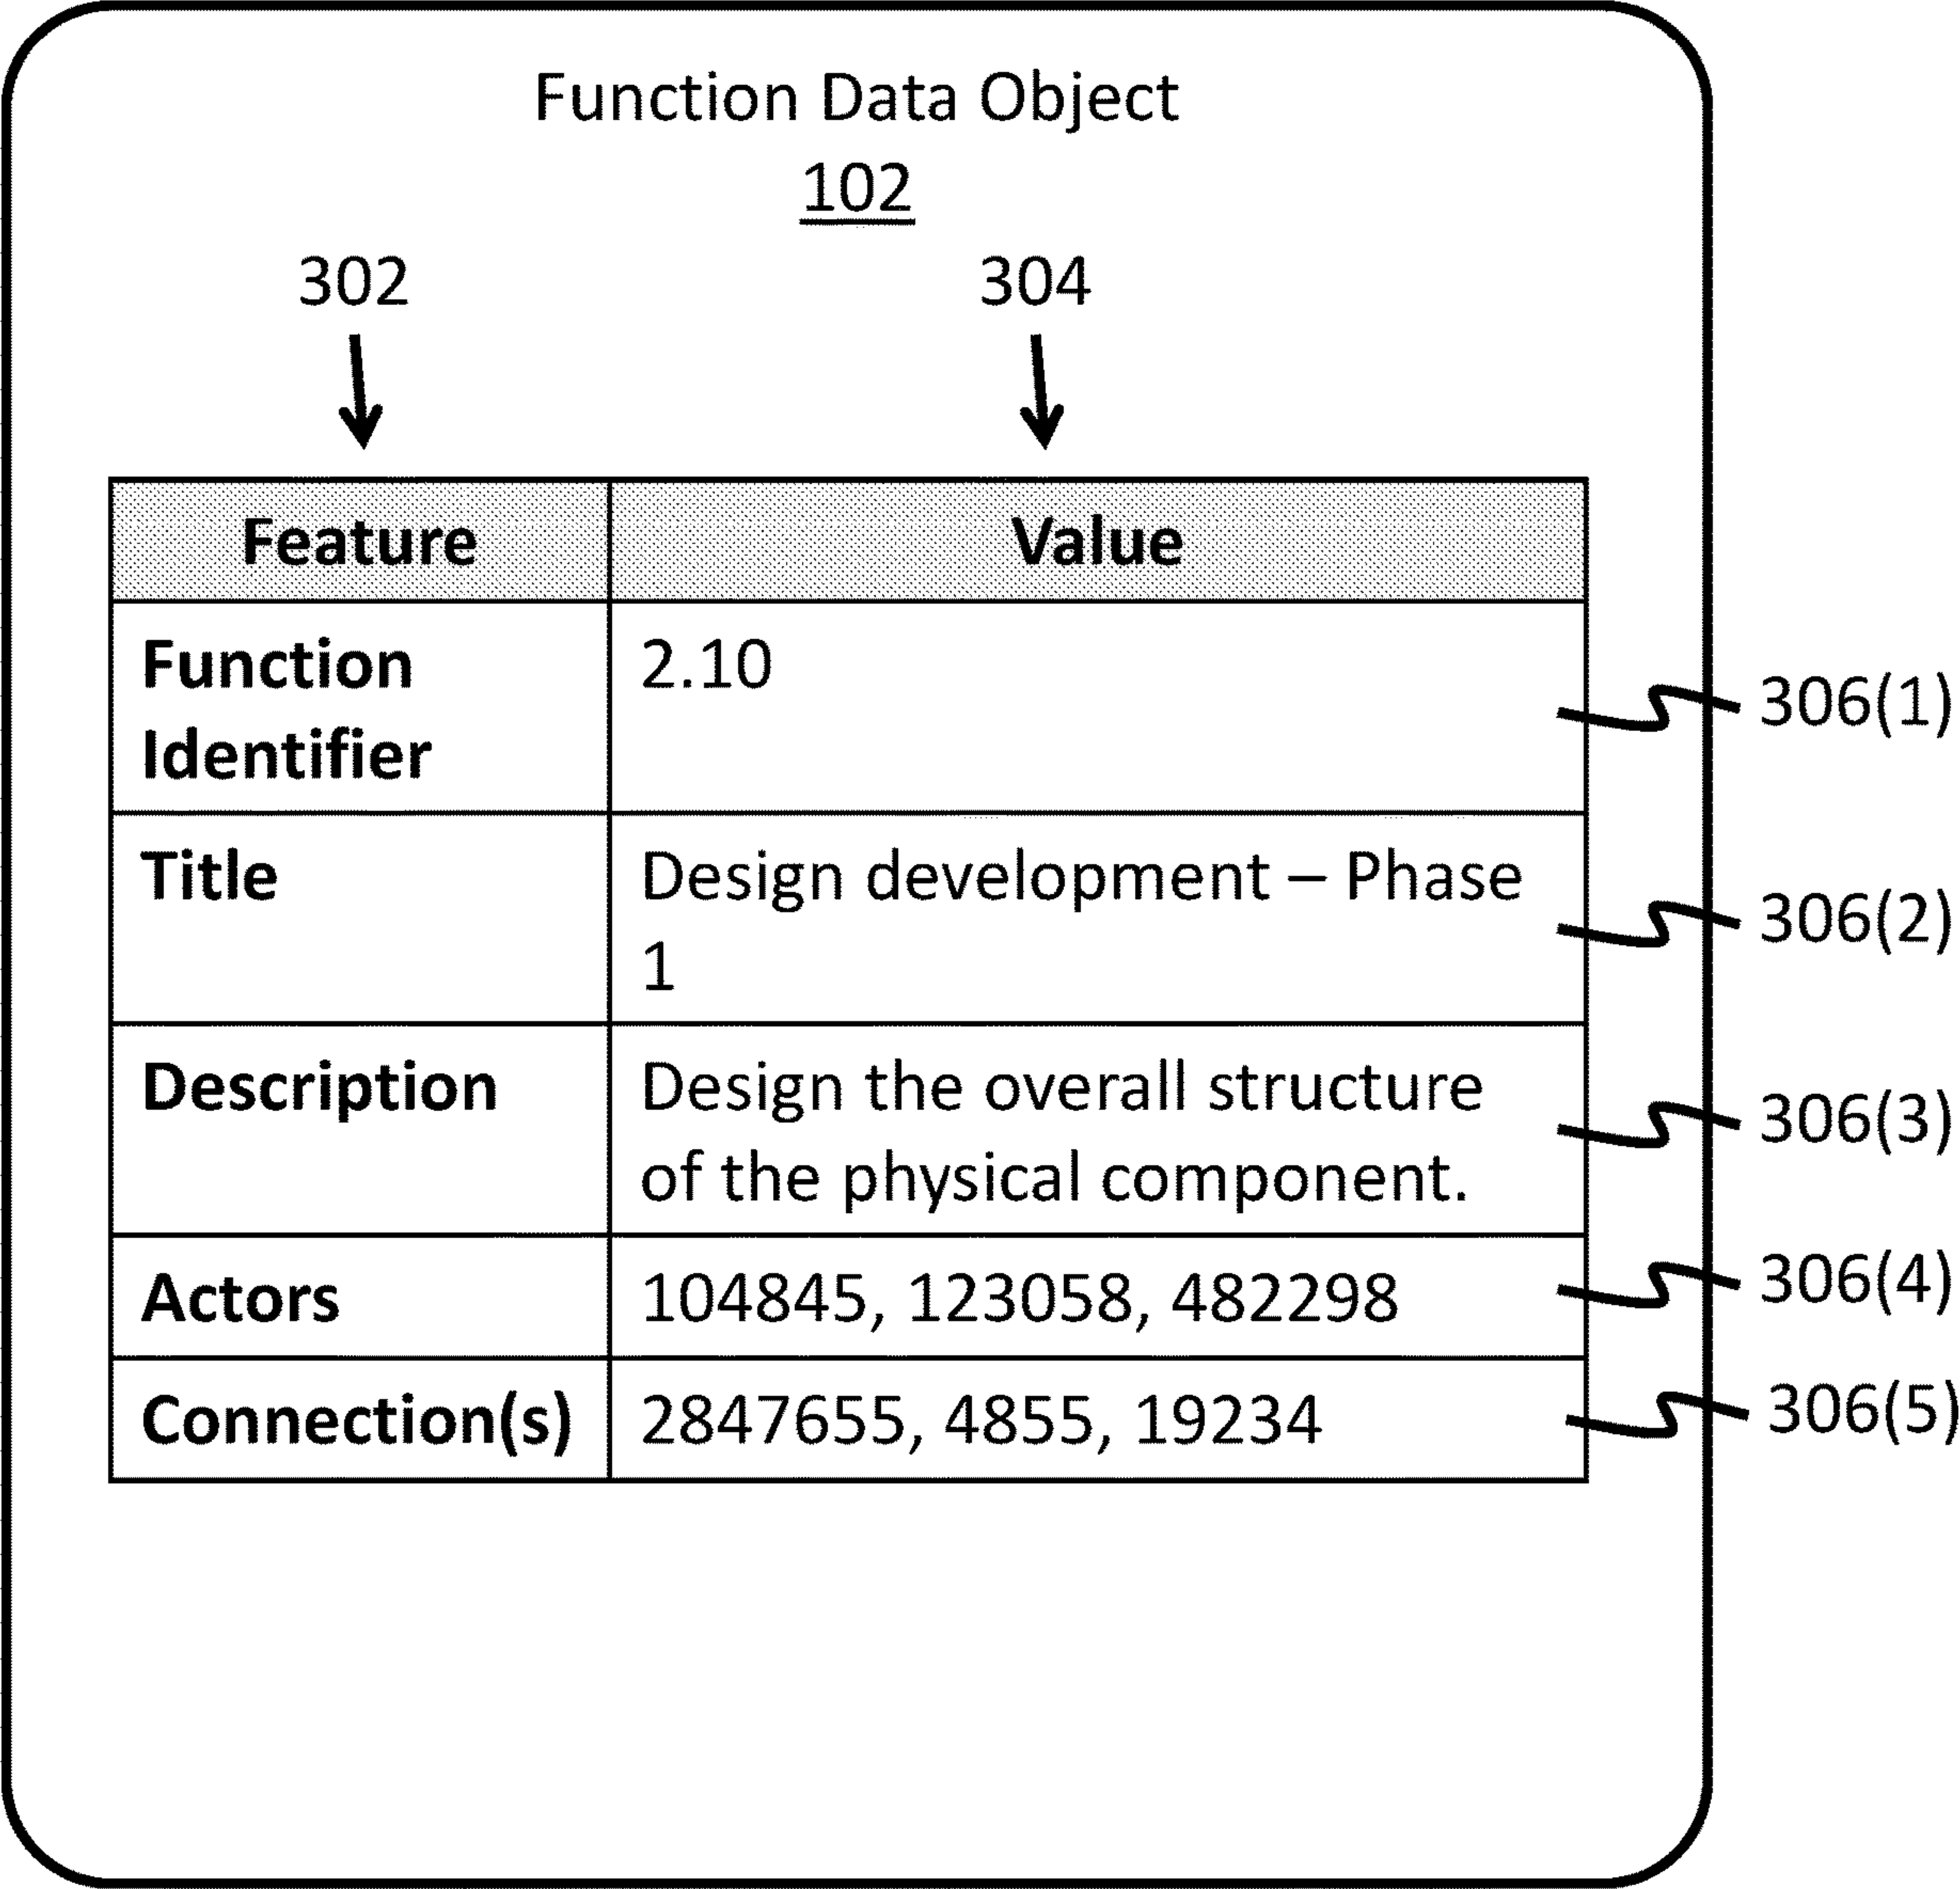 Function Data Object
102
302 304
Feature Value
Function 2.10
Identifier
306(1)
Title Design development – Phase
1
306(2)
Description Design the overall structure
of the physical component.
306(3)
Actors 104845, 123058, 482298
306(4)
Connection(s) 2847655, 4855, 19234
306(5)